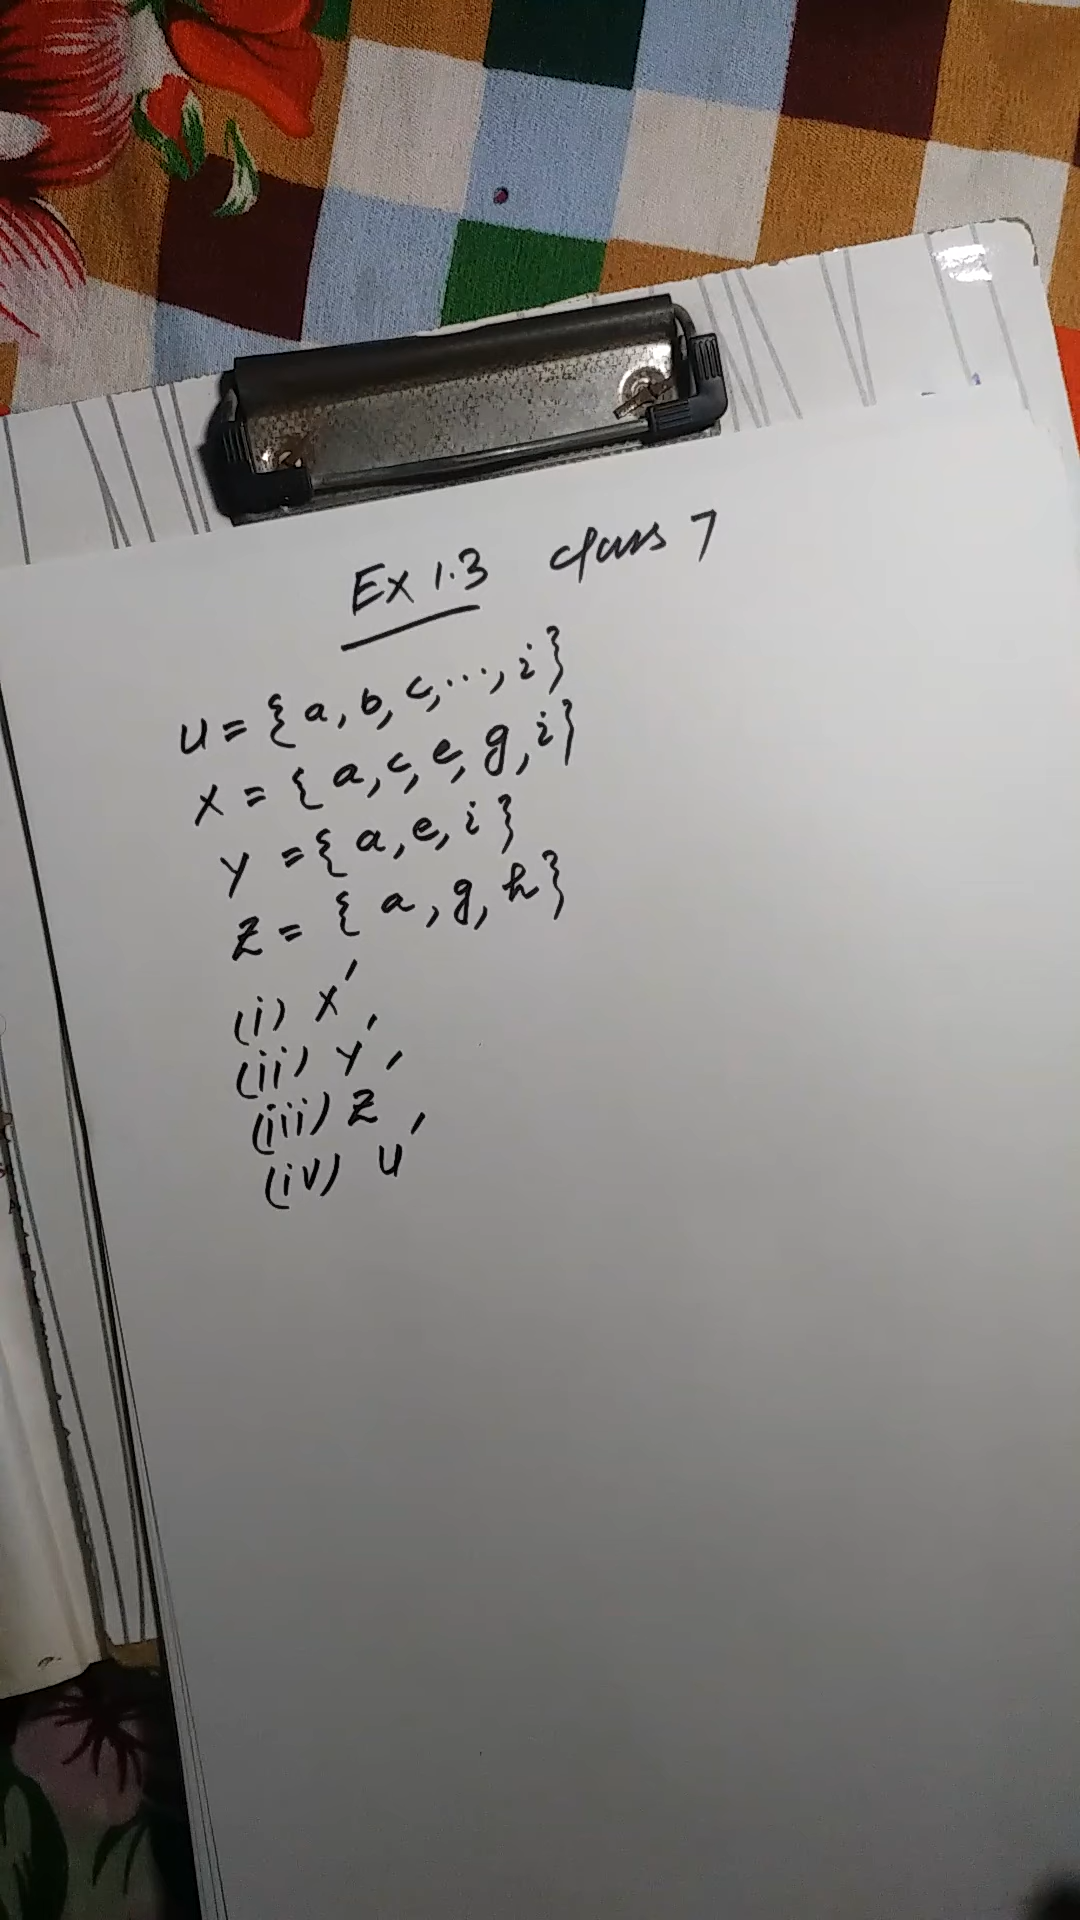 Ex 1.3 class 7
U = {a, b, c, ..., i}
X = {a, c, e, g, i}
Y = {a, e, i}
Z = {a, g, h}
(i) X'
(ii) Y'
(iii) Z'
(iv) U'